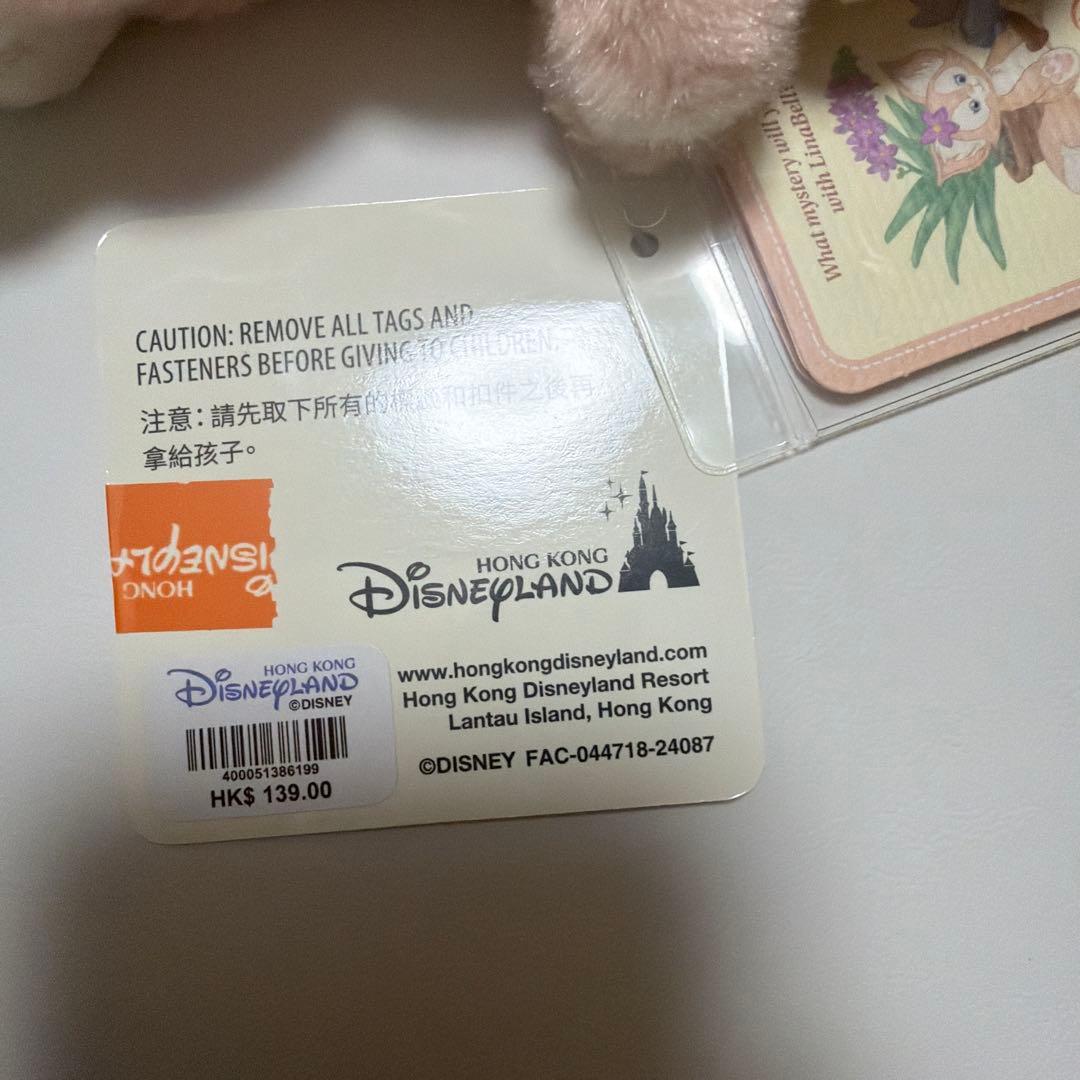 CAUTION: REMOVE ALL TAGS AND
FASTENERS BEFORE GIVING TO CHILDREN.
注意：請先取下所有的標籤和扣件之後再
拿給孩子。
HONG
DISNEYLA
HONG KONG
DISNEYLAND
HONG KONG
DISNEYLAND
©DISNEY
400051386199
HK$ 139.00
www.hongkongdisneyland.com
Hong Kong Disneyland Resort
Lantau Island, Hong Kong
©DISNEY FAC-044718-24087
What mystery will
with LinaBell